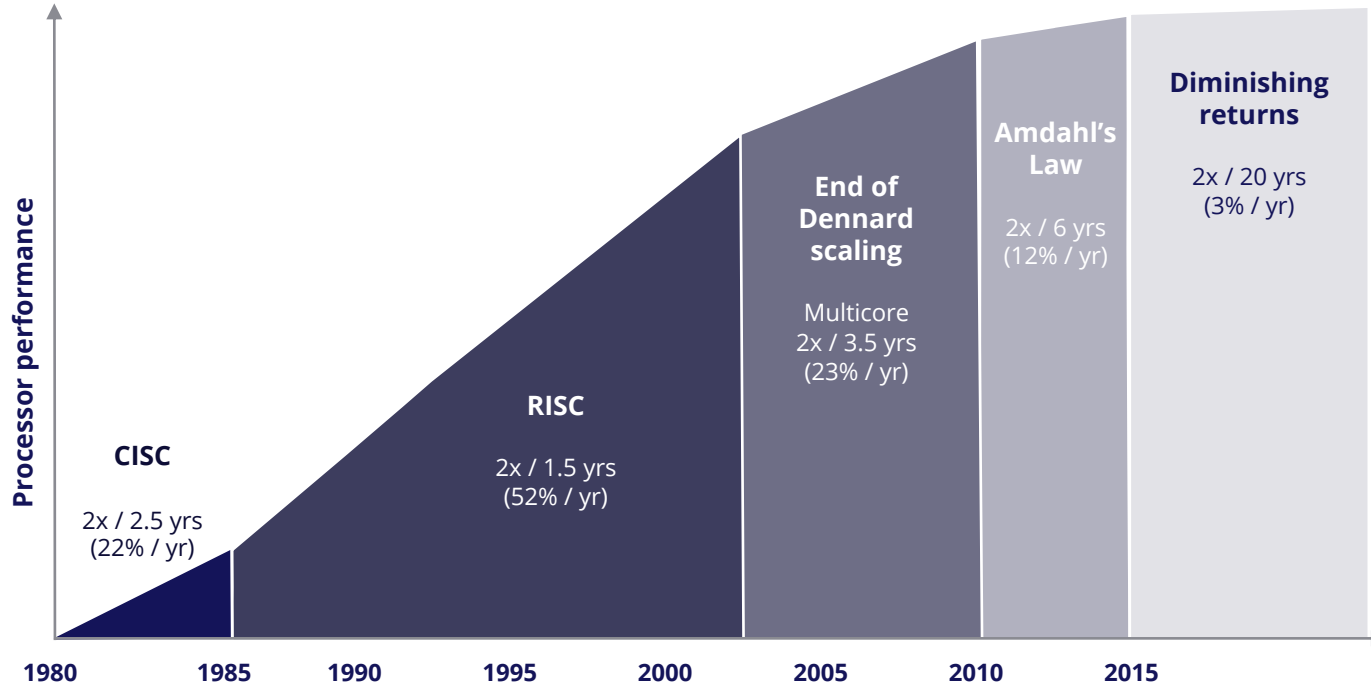 Processor performance
CISC
2x / 2.5 yrs
(22% / yr)
RISC
2x / 1.5 yrs
(52% / yr)
End of
Dennard
scaling
Multicore
2x / 3.5 yrs
(23% / yr)
Amdahl’s
Law
2x / 6 yrs
(12% / yr)
Diminishing
returns
2x / 20 yrs
(3% / yr)
1980 1985 1990 1995 2000 2005 2010 2015